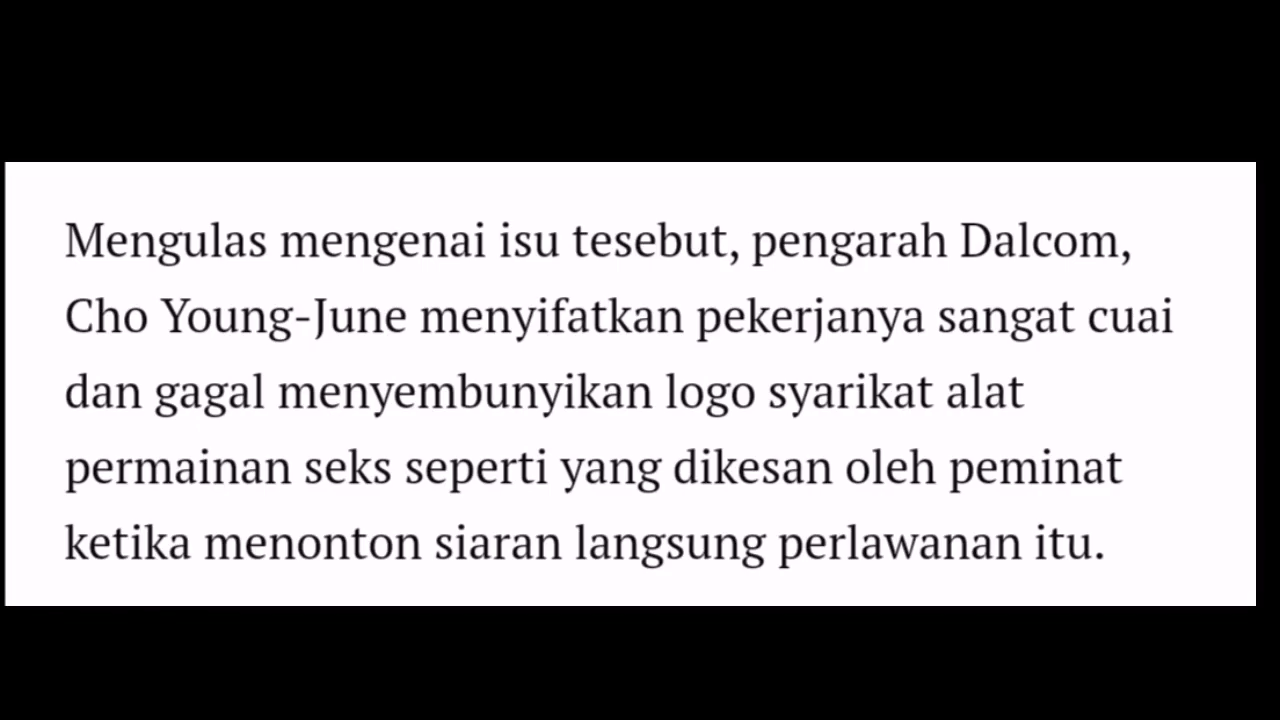 Mengulas mengenai isu tesebut, pengarah Dalcom,
Cho Young-June menyifatkan pekerjanya sangat cuai
dan gagal menyembunyikan logo syarikat alat
permainan seks seperti yang dikesan oleh peminat
ketika menonton siaran langsung perlawanan itu.